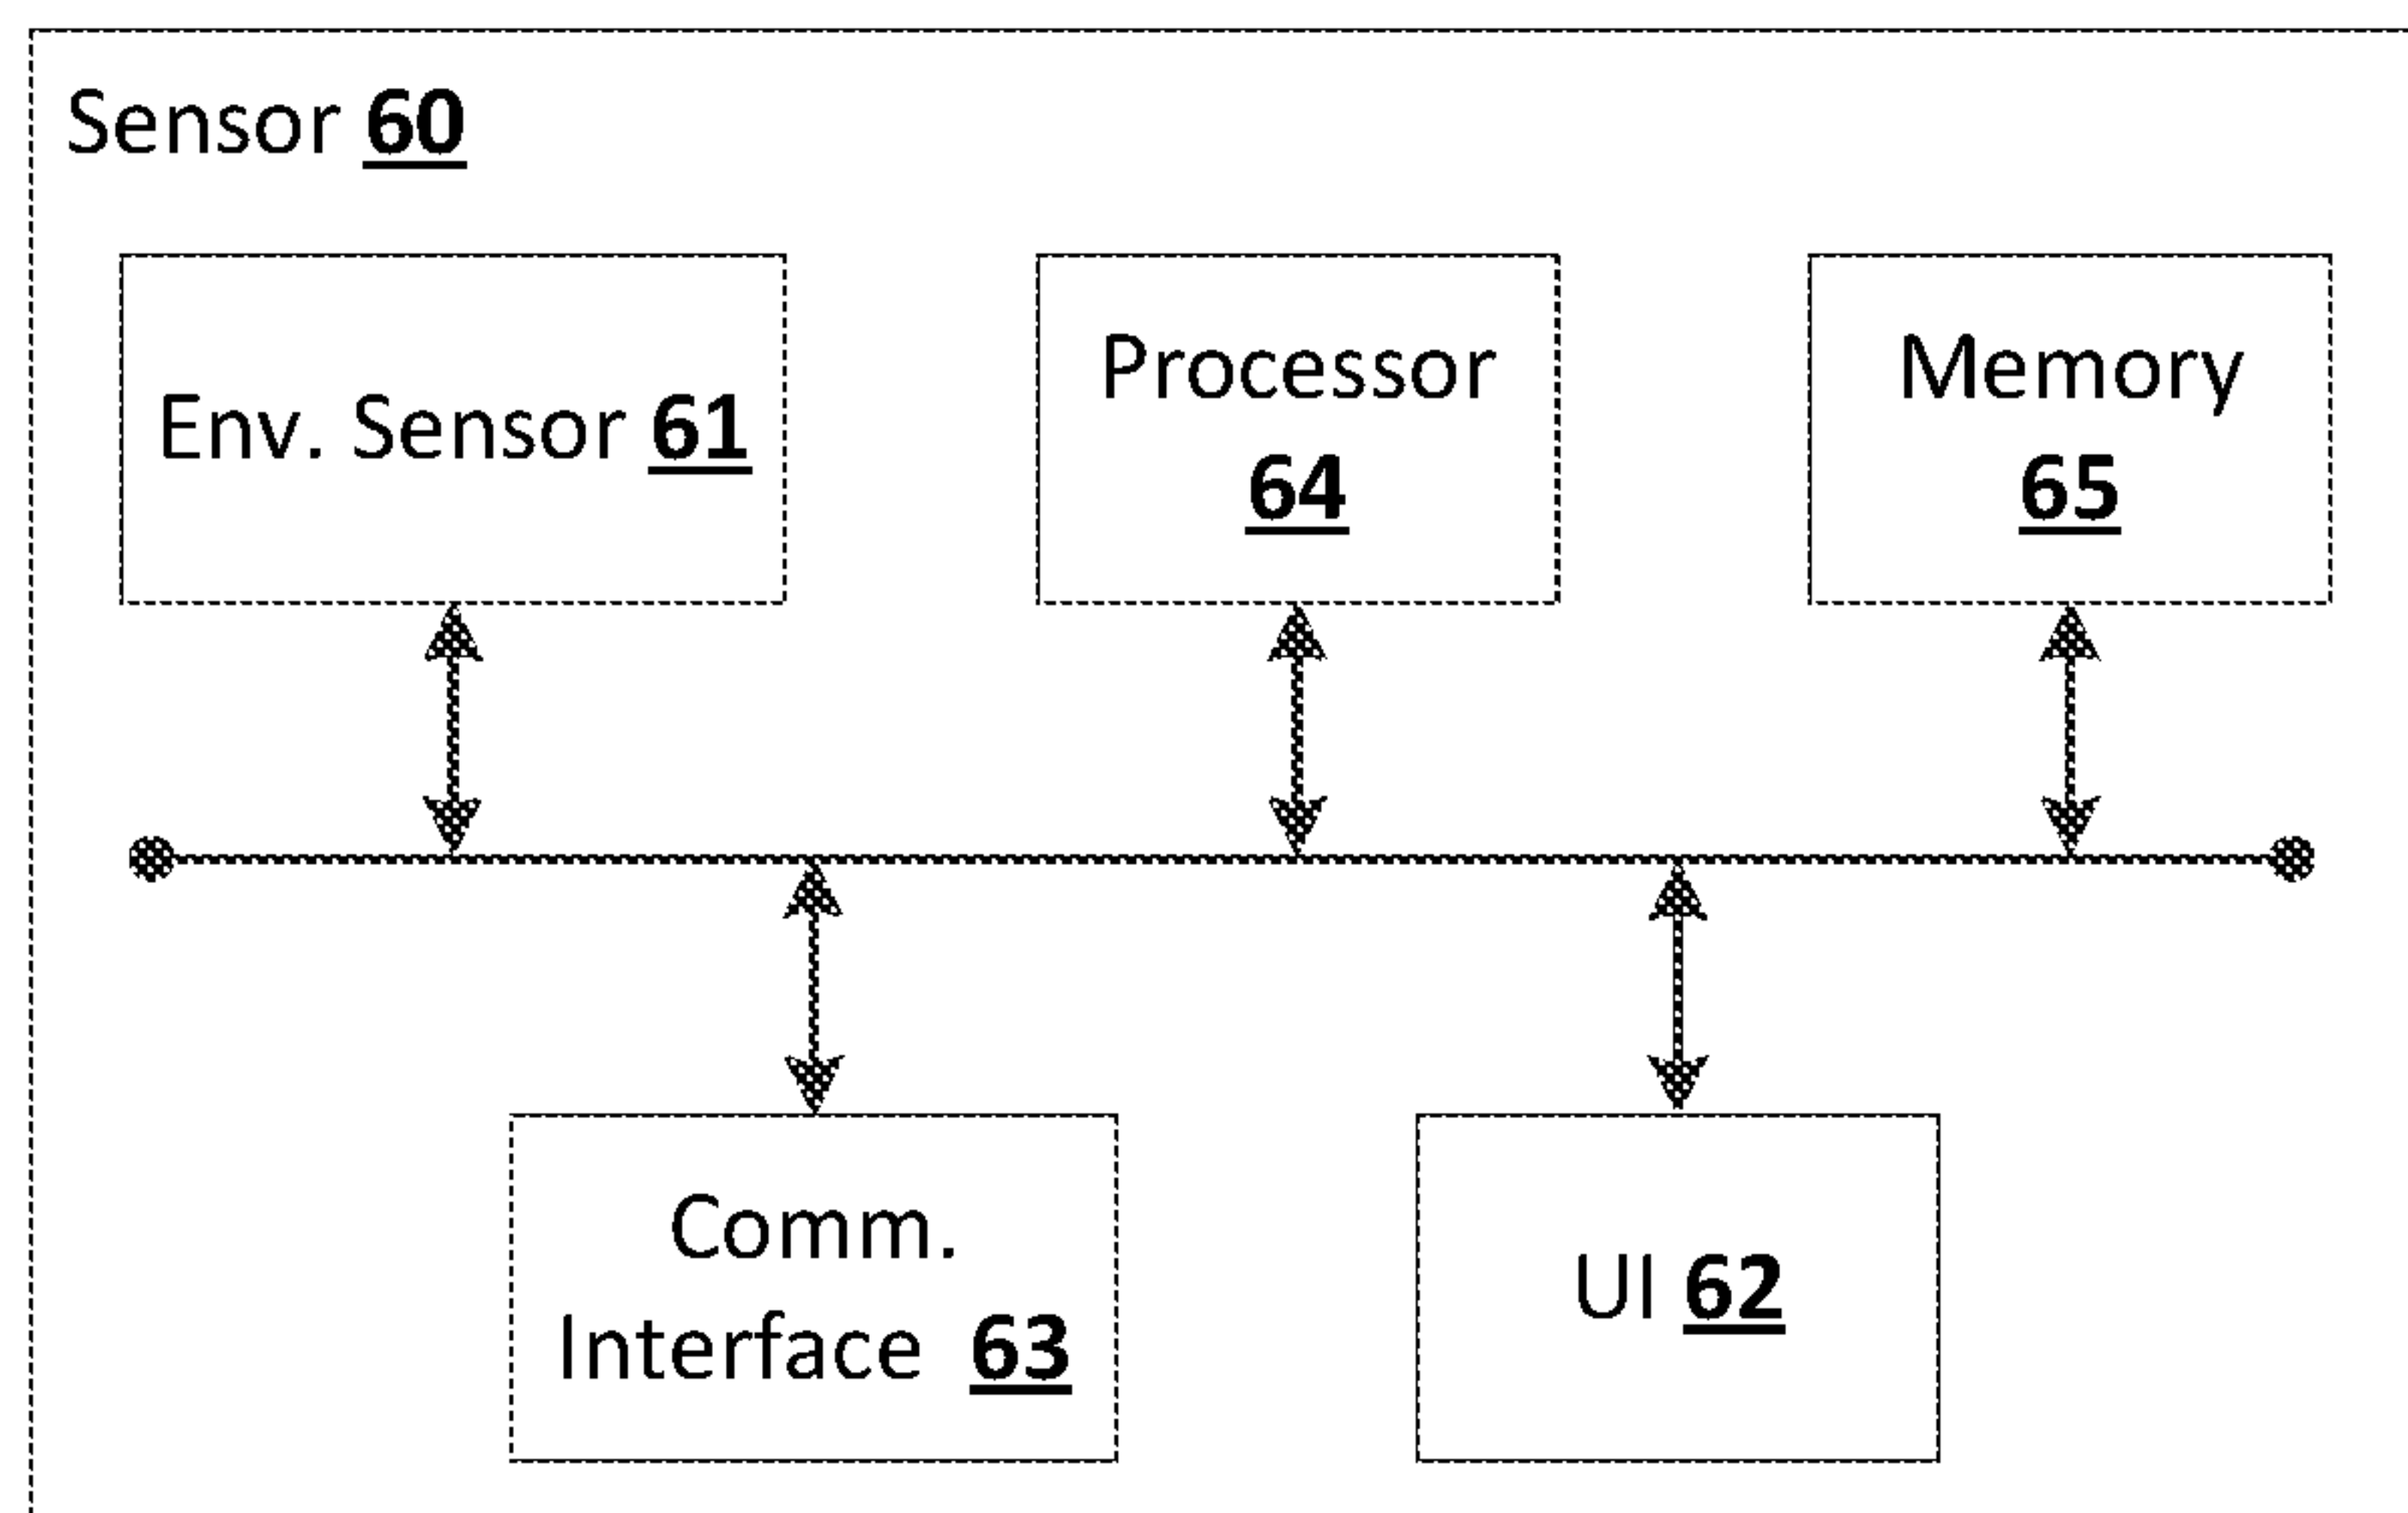 Sensor 60
Env. Sensor 61
Processor
64
Memory
65
Comm.
Interface 63
UI 62